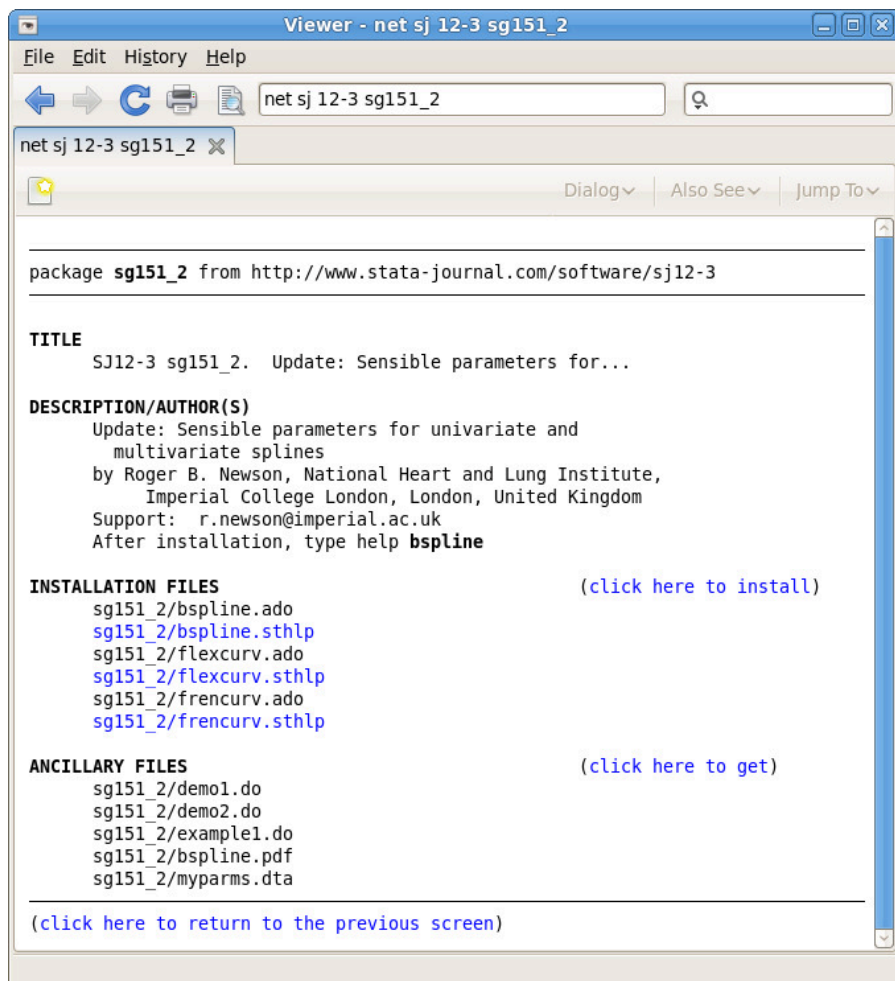 Viewer - net sj 12-3 sg151_2
File Edit History Help
net sj 12-3 sg151_2
net sj 12-3 sg151_2
Dialog Also See Jump To
package sg151_2 from http://www.stata-journal.com/software/sj12-3
TITLE
SJ12-3 sg151_2. Update: Sensible parameters for...
DESCRIPTION/AUTHOR(S)
Update: Sensible parameters for univariate and
multivariate splines
by Roger B. Newson, National Heart and Lung Institute,
Imperial College London, London, United Kingdom
Support: r.newson@imperial.ac.uk
After installation, type help bspline
INSTALLATION FILES (click here to install)
sg151_2/bspline.ado
sg151_2/bspline.sthlp
sg151_2/flexcurv.ado
sg151_2/flexcurv.sthlp
sg151_2/frencurv.ado
sg151_2/frencurv.sthlp
ANCILLARY FILES (click here to get)
sg151_2/demo1.do
sg151_2/demo2.do
sg151_2/example1.do
sg151_2/bspline.pdf
sg151_2/myparms.dta
(click here to return to the previous screen)